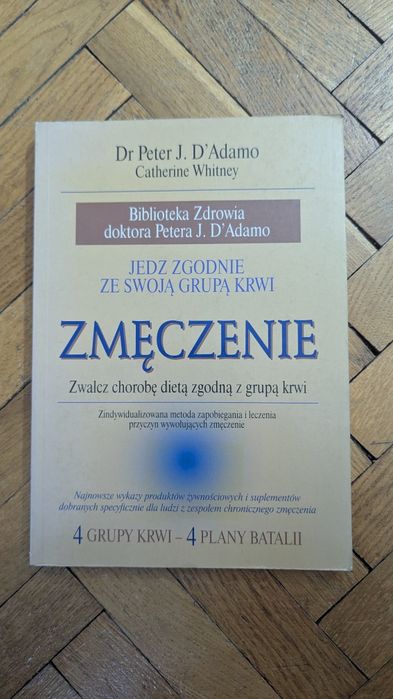 Dr Peter J. D'Adamo
Catherine Whitney
Biblioteka Zdrowia
doktora Petera J. D'Adamo
JEDZ ZGODNIE
ZE SWOJĄ GRUPĄ KRWI
ZMĘCZENIE
Zwalcz chorobę dietą zgodną z grupą krwi
Zindywidualizowana metoda zapobiegania i leczenia
przyczyn wywołujących zmęczenie
Najnowsze wykazy produktów żywnościowych i suplementów
dobranych specyficznie dla ludzi z zespołem chronicznego zmęczenia
4 GRUPY KRWI – 4 PLANY BATALII